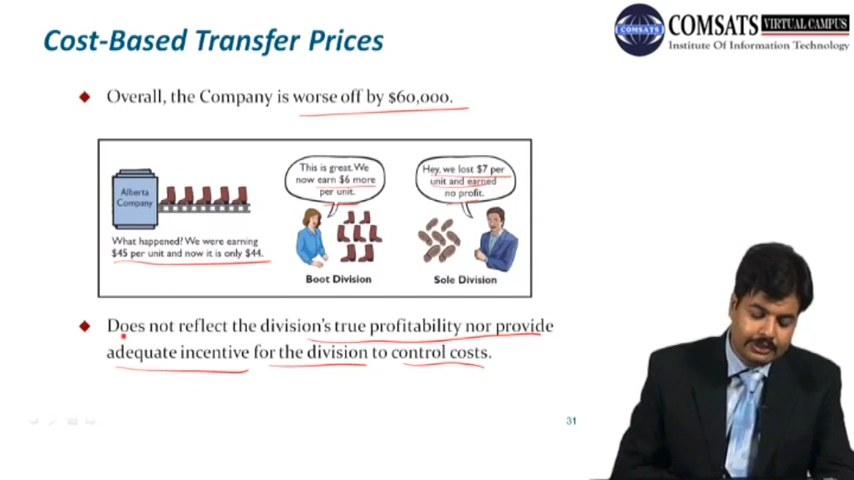 Cost-Based Transfer Prices
COMSATS
COMSATS VIRTUAL CAMPUS
Institute Of Information Technology
Overall, the Company is worse off by $60,000.
Alberta
Company
What happened? We were earning
$45 per unit and now it is only $44.
This is great. We
now earn $6 more
per unit.
Boot Division
Hey, we lost $7 per
unit and earned
no profit.
Sole Division
Does not reflect the division's true profitability nor provide
adequate incentive for the division to control costs.
31